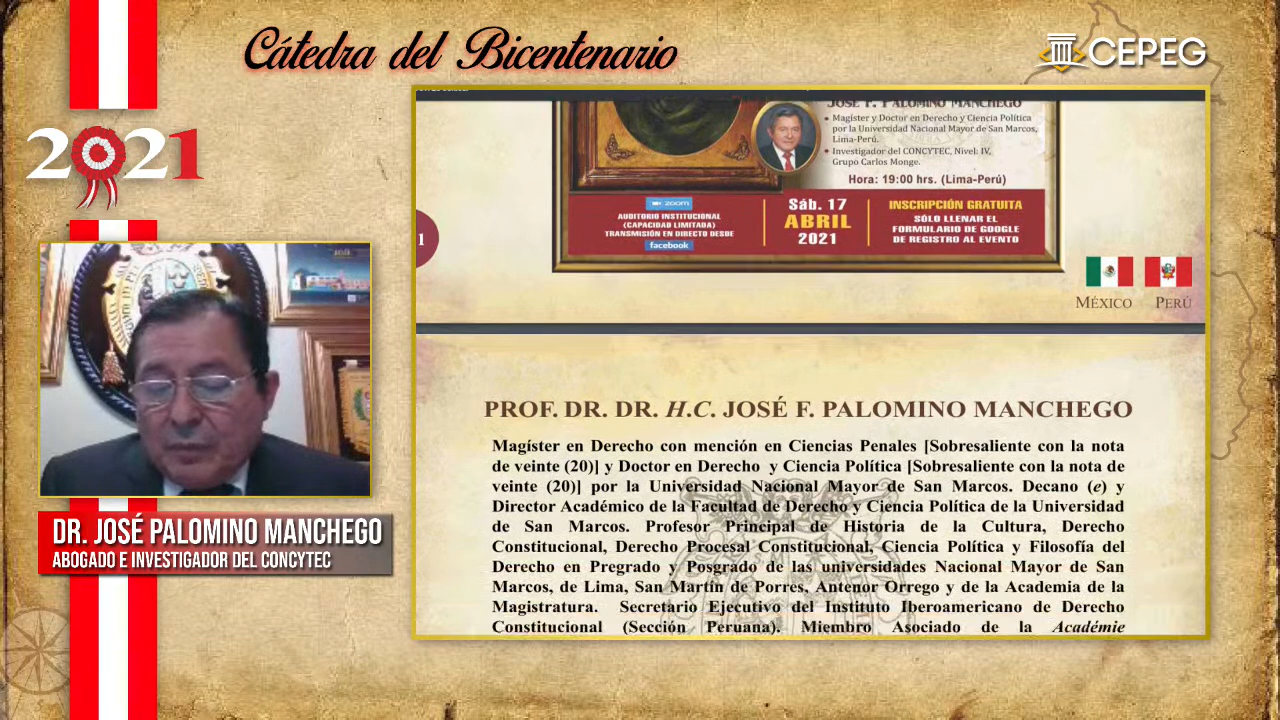 Cátedra del Bicentenario
CEPEG
2021
JOSÉ F. PALOMINO MANCHEGO
• Magíster y Doctor en Derecho y Ciencia Política
por la Universidad Nacional Mayor de San Marcos,
Lima-Perú.
• Investigador del CONCYTEC, Nivel: IV,
Grupo Carlos Monge.
Hora: 19:00 hrs. (Lima-Perú)
zoom
AUDITORIO INSTITUCIONAL
(CAPACIDAD LIMITADA)
TRANSMISIÓN EN DIRECTO DESDE
facebook
Sáb. 17
ABRIL
2021
INSCRIPCIÓN GRATUITA
SÓLO LLENAR EL
FORMULARIO DE GOOGLE
DE REGISTRO AL EVENTO
1
MÉXICO PERÚ
PROF. DR. DR. H.C. JOSÉ F. PALOMINO MANCHEGO
Magíster en Derecho con mención en Ciencias Penales [Sobresaliente con la nota
de veinte (20)] y Doctor en Derecho y Ciencia Política [Sobresaliente con la nota de
veinte (20)] por la Universidad Nacional Mayor de San Marcos. Decano (e) y
Director Académico de la Facultad de Derecho y Ciencia Política de la Universidad
de San Marcos. Profesor Principal de Historia de la Cultura, Derecho
Constitucional, Derecho Procesal Constitucional, Ciencia Política y Filosofía del
Derecho en Pregrado y Posgrado de las universidades Nacional Mayor de San
Marcos, de Lima, San Martín de Porres, Antenor Orrego y de la Academia de la
Magistratura. Secretario Ejecutivo del Instituto Iberoamericano de Derecho
Constitucional (Sección Peruana). Miembro Asociado de la Académie
DR. JOSÉ PALOMINO MANCHEGO
ABOGADO E INVESTIGADOR DEL CONCYTEC